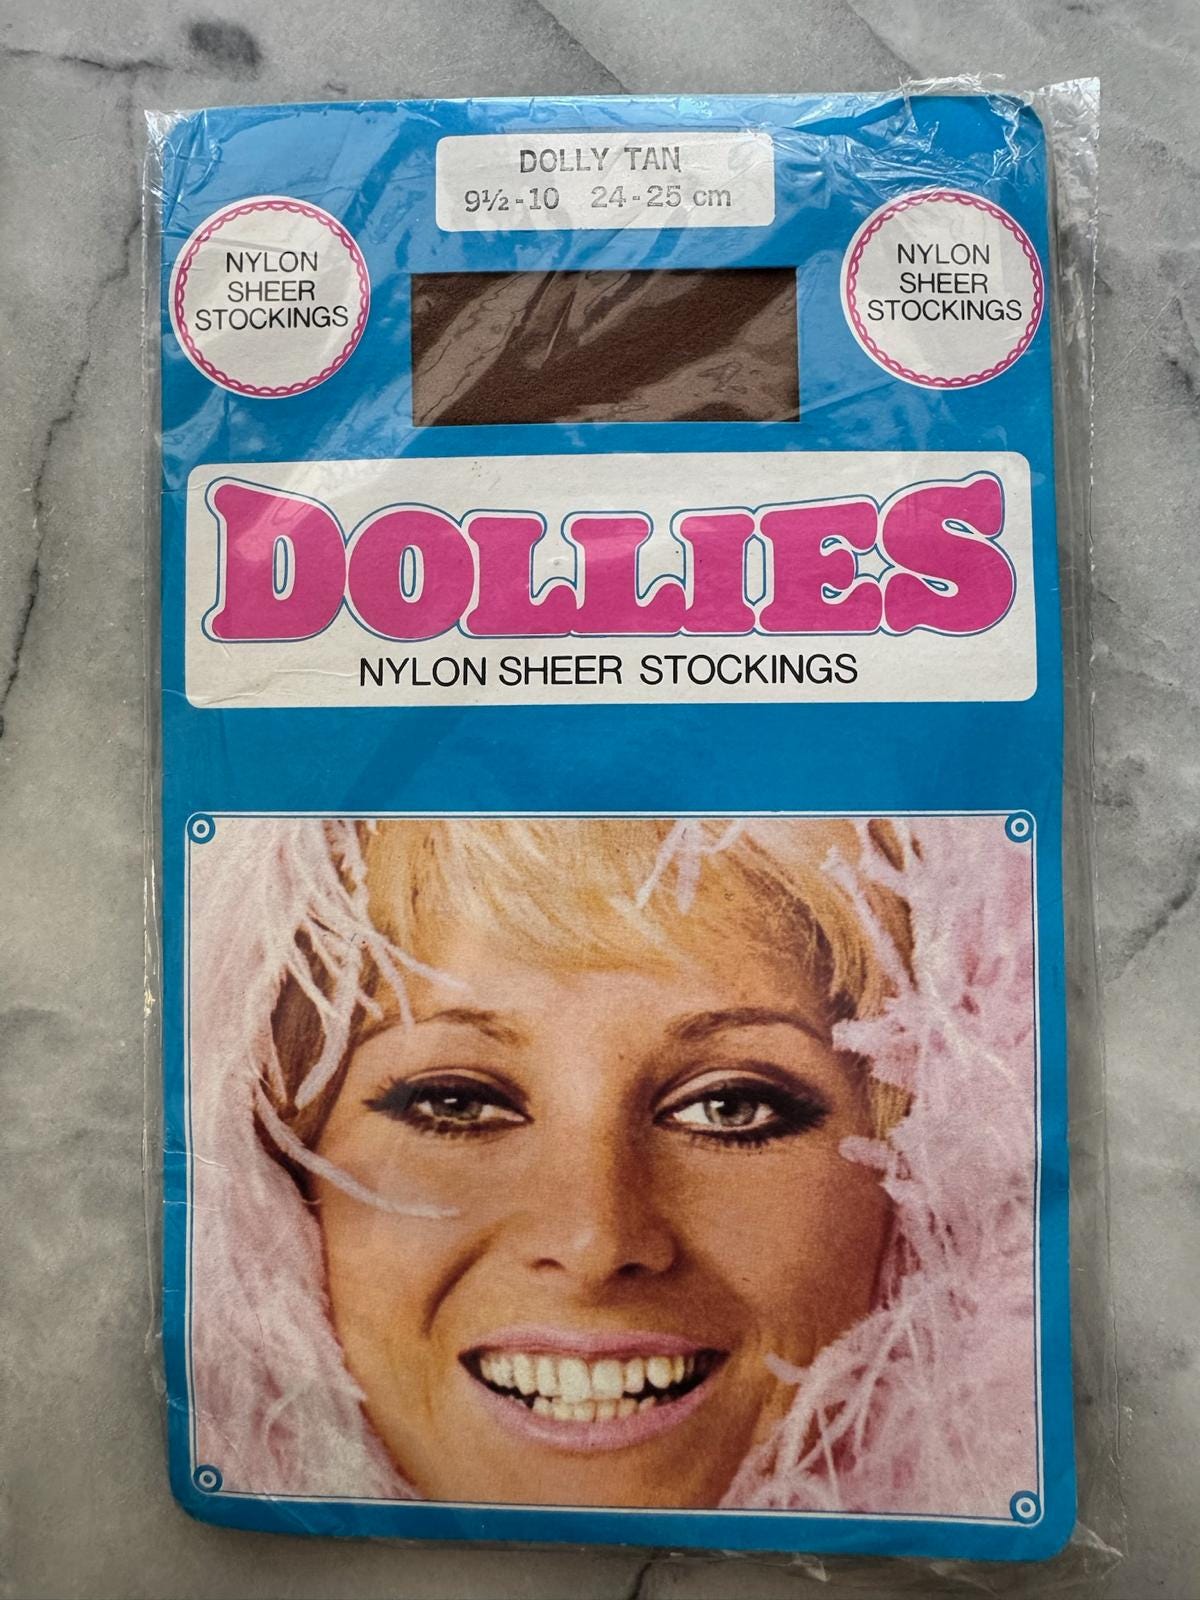 DOLLY TAN
9½-10 24-25 cm
NYLON
SHEER
STOCKINGS
NYLON
SHEER
STOCKINGS
DOLLIES
NYLON SHEER STOCKINGS